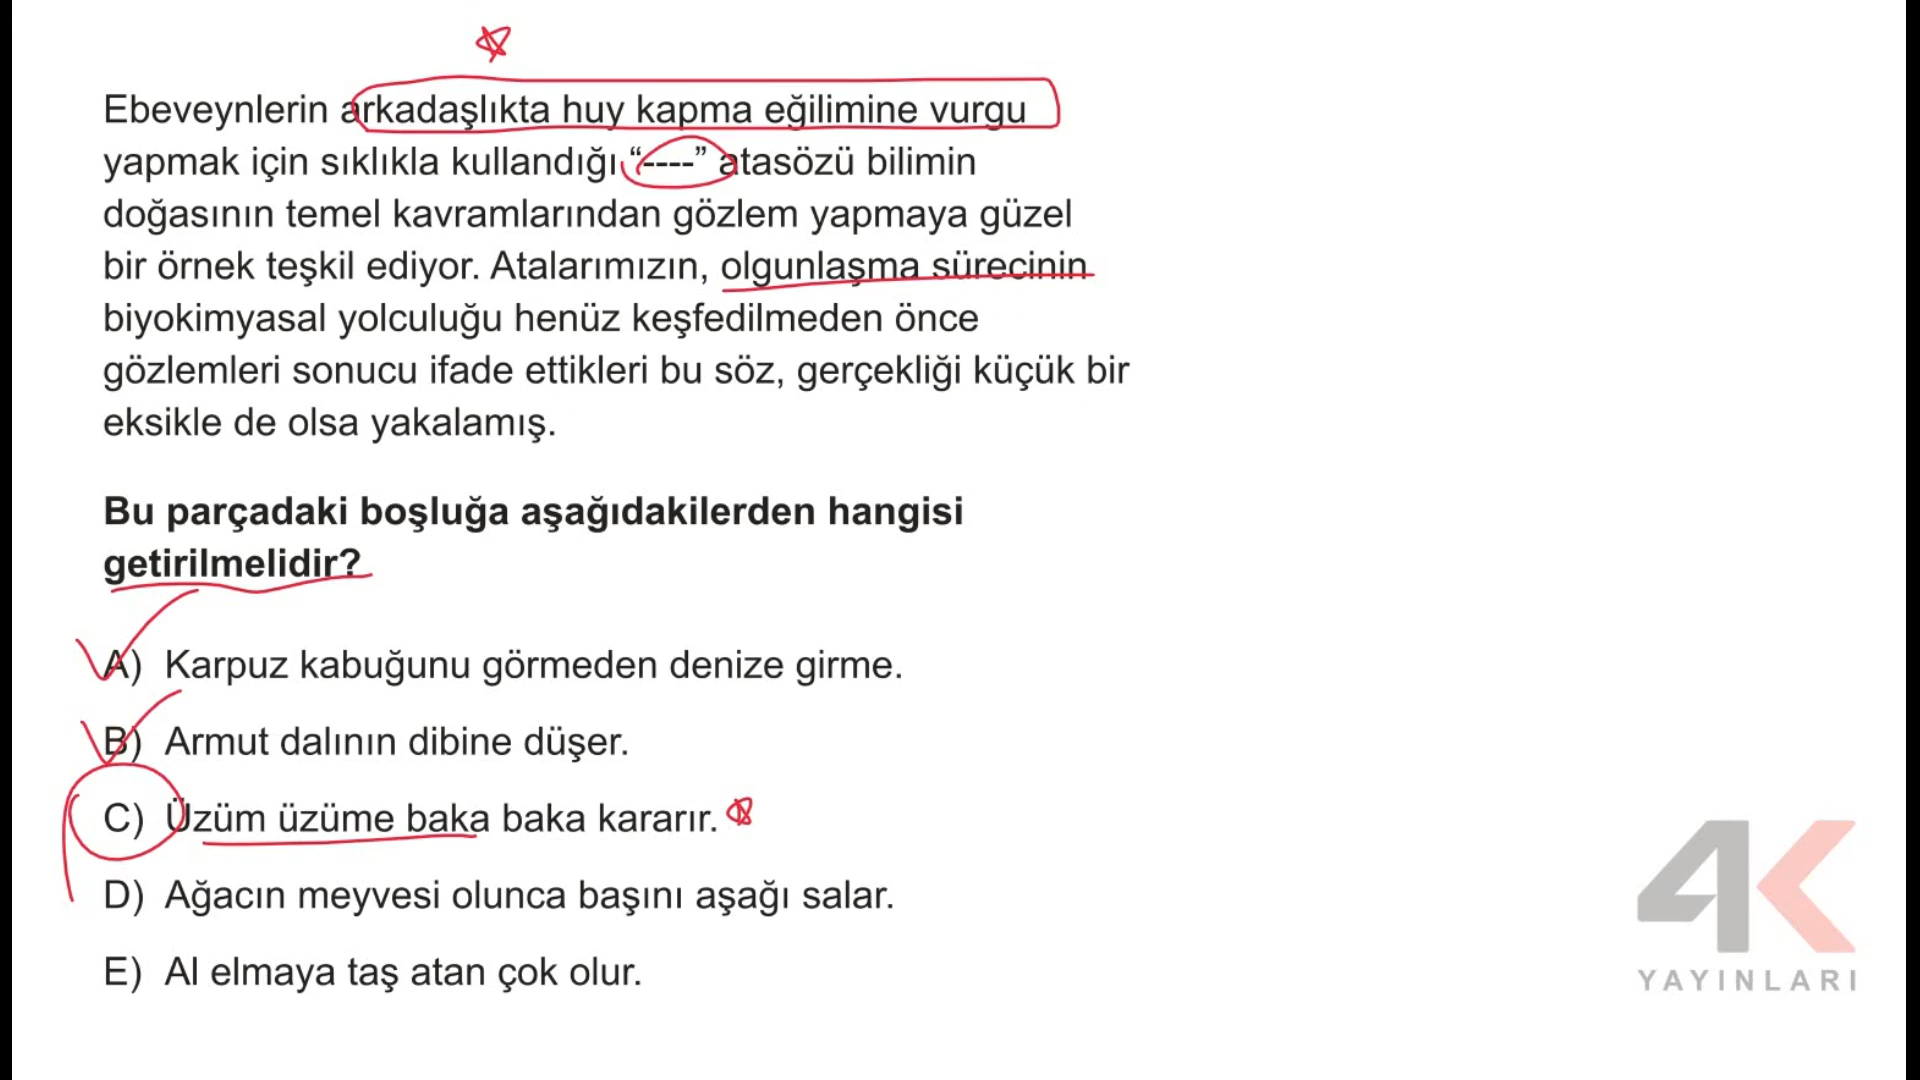 Ebeveynlerin arkadaşlıkta huy kapma eğilimine vurgu
yapmak için sıklıkla kullandığı “----” atasözü bilimin
doğasının temel kavramlarından gözlem yapmaya güzel
bir örnek teşkil ediyor. Atalarımızın, olgunlaşma sürecinin
biyokimyasal yolculuğu henüz keşfedilmeden önce
gözlemleri sonucu ifade ettikleri bu söz, gerçekliği küçük bir
eksikle de olsa yakalamış.
Bu parçadaki boşluğa aşağıdakilerden hangisi
getirilmelidir?
A) Karpuz kabuğunu görmeden denize girme.
B) Armut dalının dibine düşer.
C) Üzüm üzüme baka baka kararır.
D) Ağacın meyvesi olunca başını aşağı salar.
E) Al elmaya taş atan çok olur.
4K
YAYINLARI